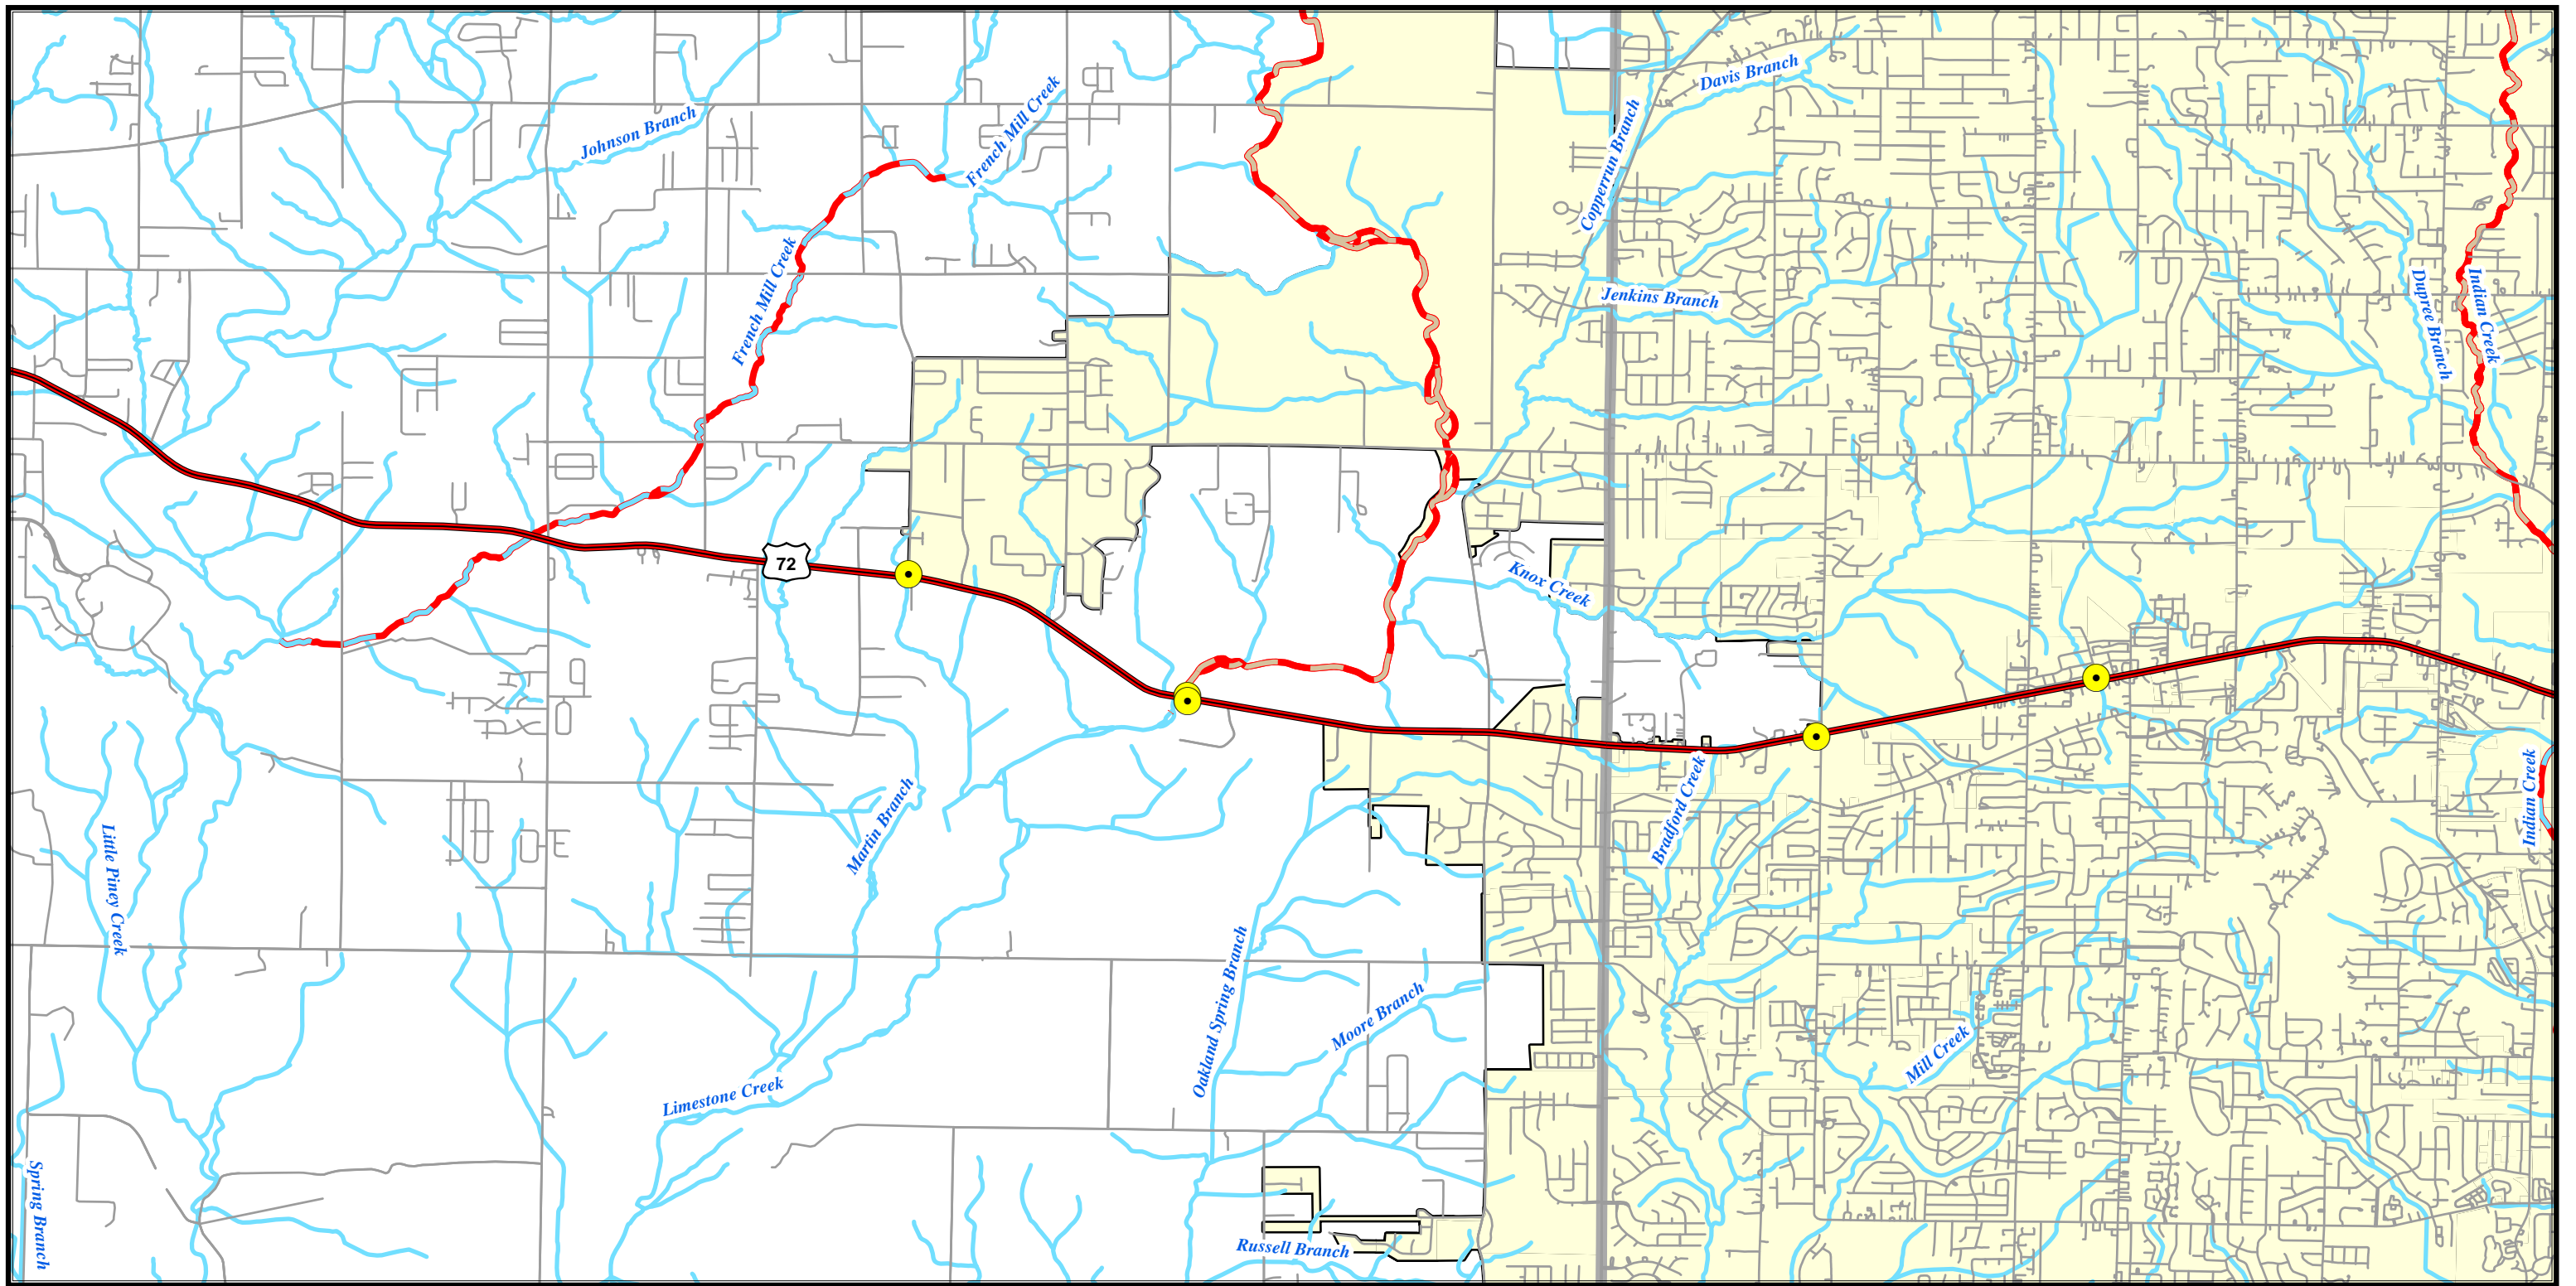 Davis Branch
Johnson Branch
French Mill Creek
Copperrun Branch
French Mill Creek
Jenkins Branch
Dupree Branch
Indian Creek
72
Knox Creek
Indian Creek
Bradford Creek
Martin Branch
Little Piney Creek
Oakland Spring Branch
Moore Branch
Mill Creek
Limestone Creek
Spring Branch
Russell Branch